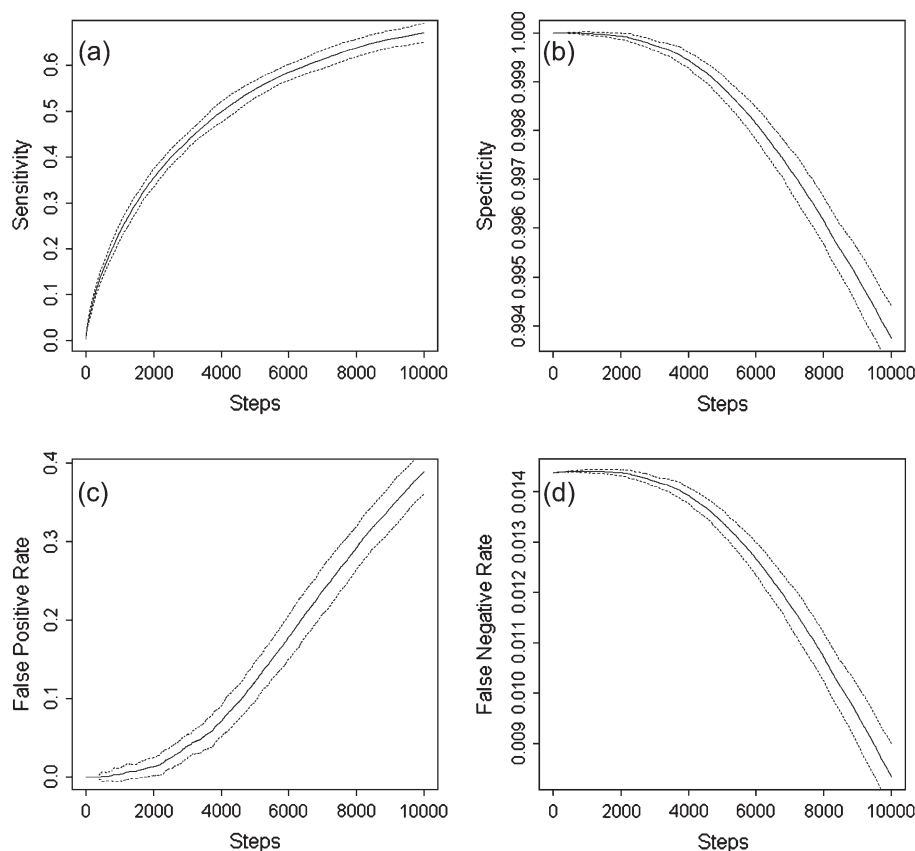 (a)
Sensitivity
0.0 0.1 0.2 0.3 0.4 0.5 0.6
0 2000 4000 6000 8000 10000
Steps
(b)
Specificity
0.994 0.995 0.996 0.997 0.998 0.999 1.000
0 2000 4000 6000 8000 10000
Steps
(c)
False Positive Rate
0.0 0.1 0.2 0.3 0.4
0 2000 4000 6000 8000 10000
Steps
(d)
False Negative Rate
0.009 0.010 0.011 0.012 0.013 0.014
0 2000 4000 6000 8000 10000
Steps